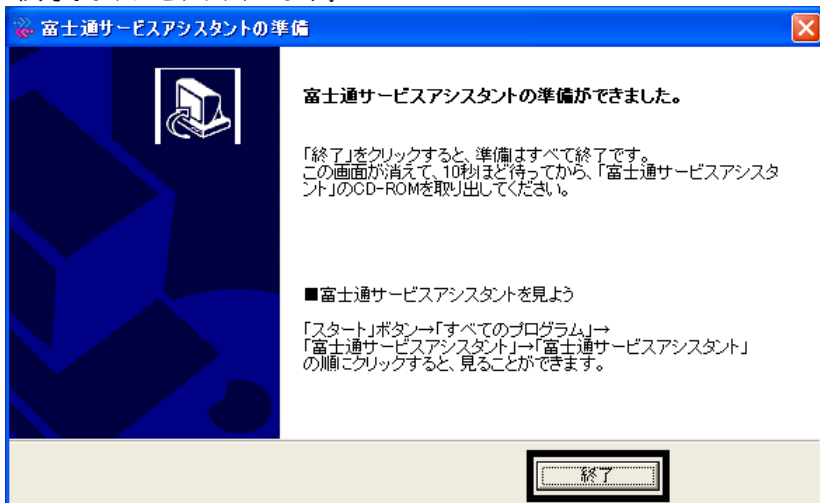 富士通サービスアシスタントの準備
富士通サービスアシスタントの準備ができました。
「終了」をクリックすると、準備はすべて終了です。
この画面が消えて、10秒ほど待ってから、「富士通サービスアシスタ
ント」のCD-ROMを取り出してください。
■富士通サービスアシスタントを見よう
「スタート」ボタン→「すべてのプログラム」→
「富士通サービスアシスタント」→「富士通サービスアシスタント」
の順にクリックすると、見ることができます。
終了